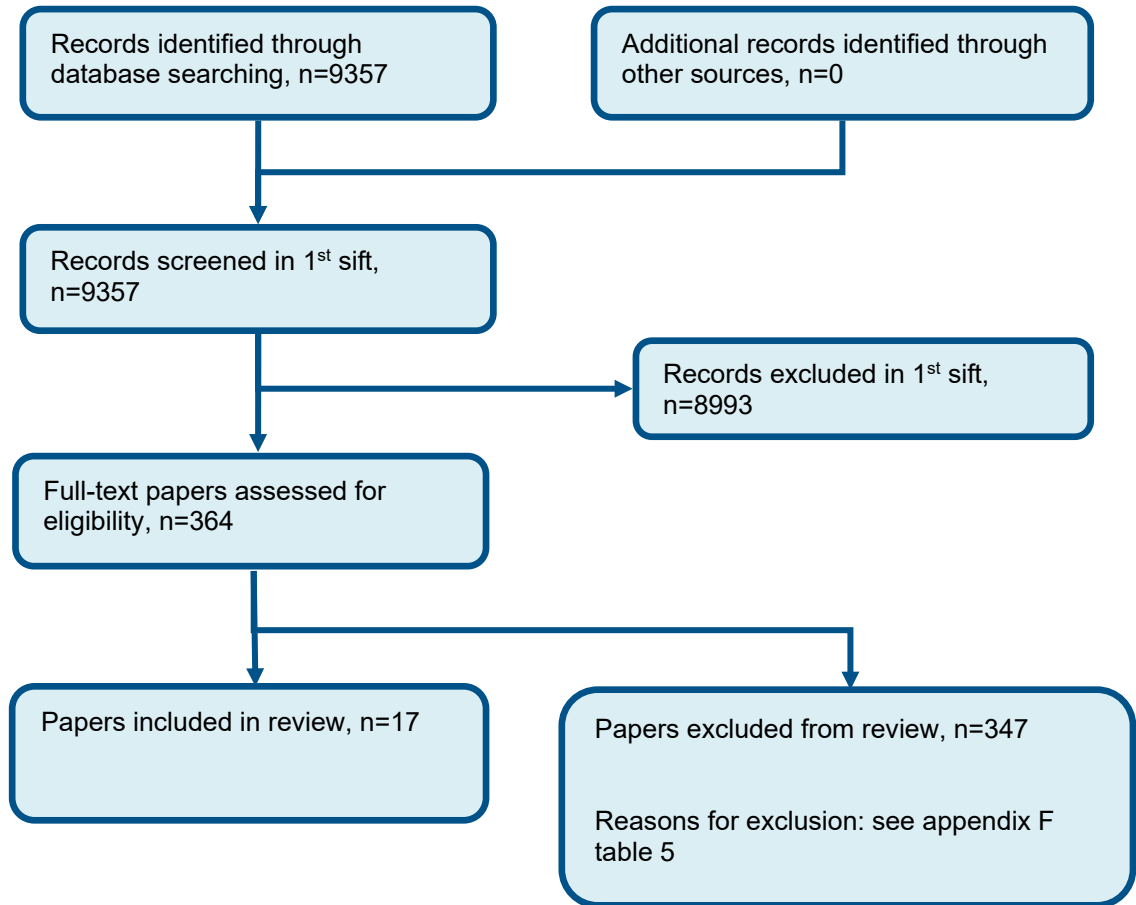 Records identified through
database searching, n=9357
Additional records identified through
other sources, n=0
Records screened in 1st sift,
n=9357
Records excluded in 1st sift,
n=8993
Full-text papers assessed for
eligibility, n=364
Papers included in review, n=17
Papers excluded from review, n=347
Reasons for exclusion: see appendix F
table 5